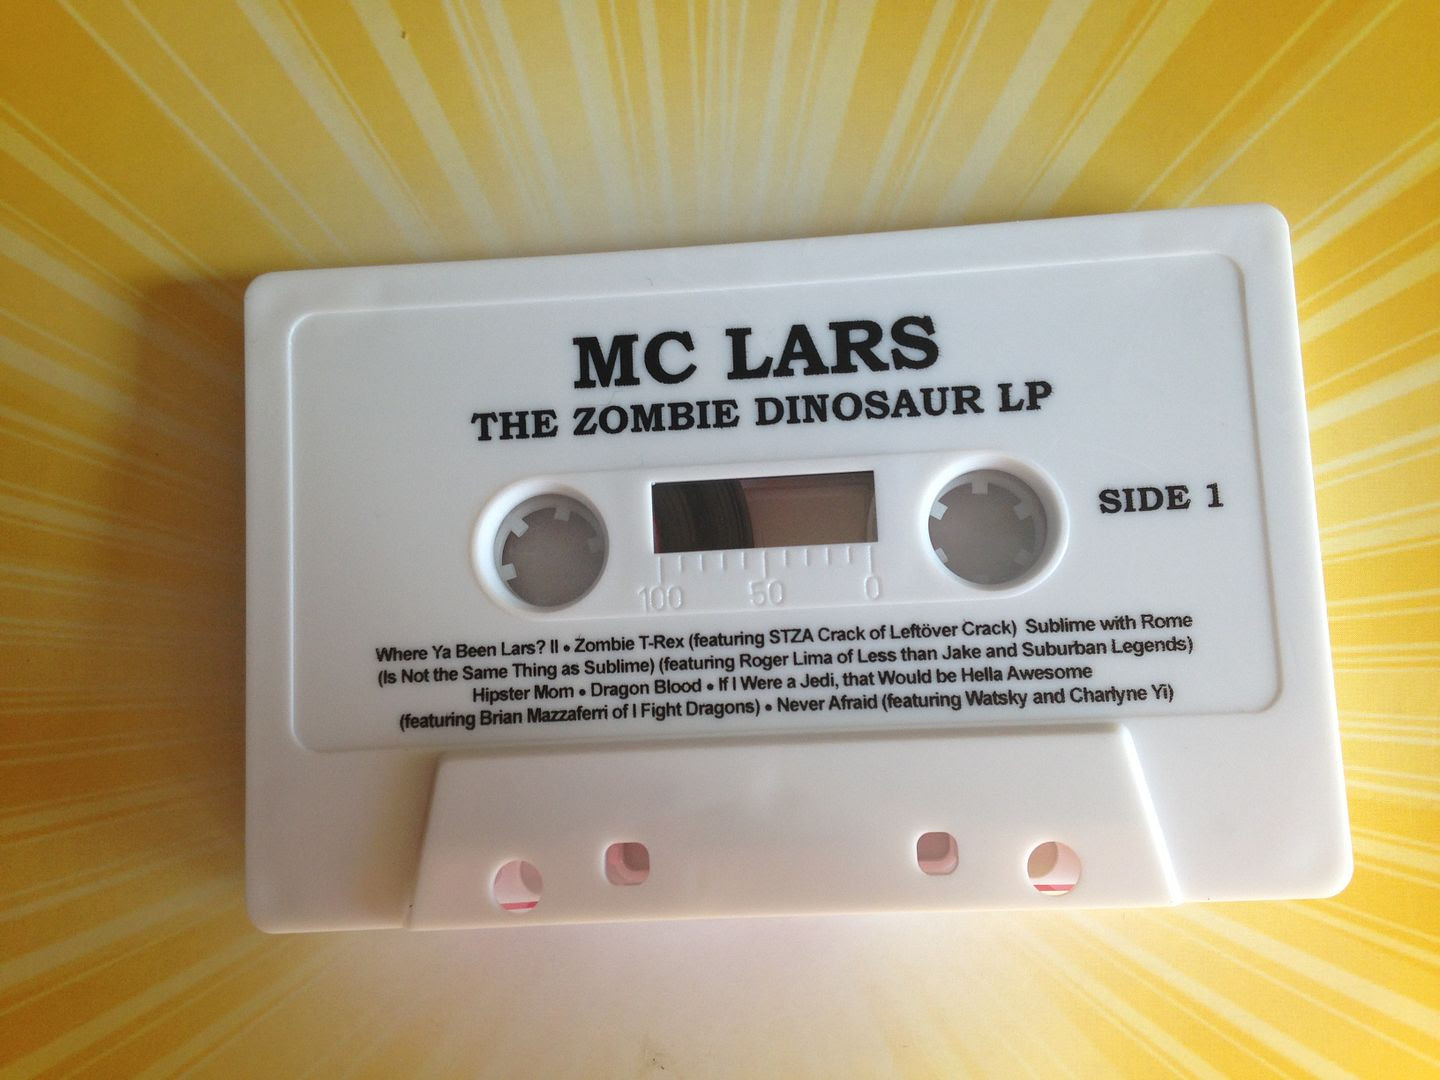 MC LARS
THE ZOMBIE DINOSAUR LP
SIDE 1
100 50 0
Where Ya Been Lars? II • Zombie T-Rex (featuring STZA Crack of Leftöver Crack) Sublime with Rome
(Is Not the Same Thing as Sublime) (featuring Roger Lima of Less than Jake and Suburban Legends)
Hipster Mom • Dragon Blood • If I Were a Jedi, that Would be Hella Awesome
(featuring Brian Mazzaferri of I Fight Dragons) • Never Afraid (featuring Watsky and Charlyne Yi)